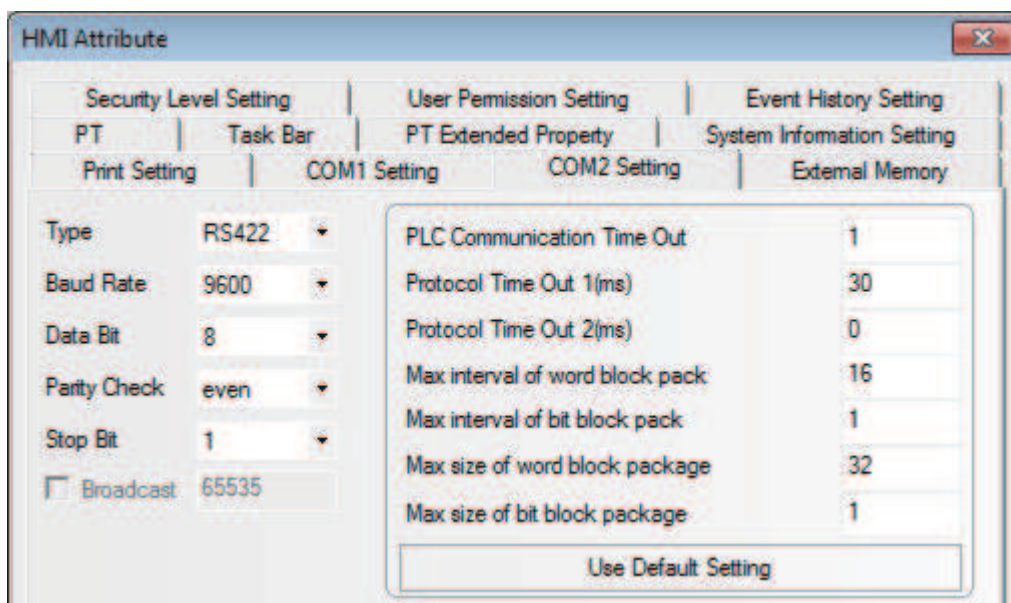 HMI Attribute
Security Level Setting User Permission Setting Event History Setting
PT Task Bar PT Extended Property System Information Setting
Print Setting COM1 Setting COM2 Setting External Memory
Type RS422
Baud Rate 9600
Data Bit 8
Parity Check even
Stop Bit 1
Broadcast 65535
PLC Communication Time Out 1
Protocol Time Out 1(ms) 30
Protocol Time Out 2(ms) 0
Max interval of word block pack 16
Max interval of bit block pack 1
Max size of word block package 32
Max size of bit block package 1
Use Default Setting